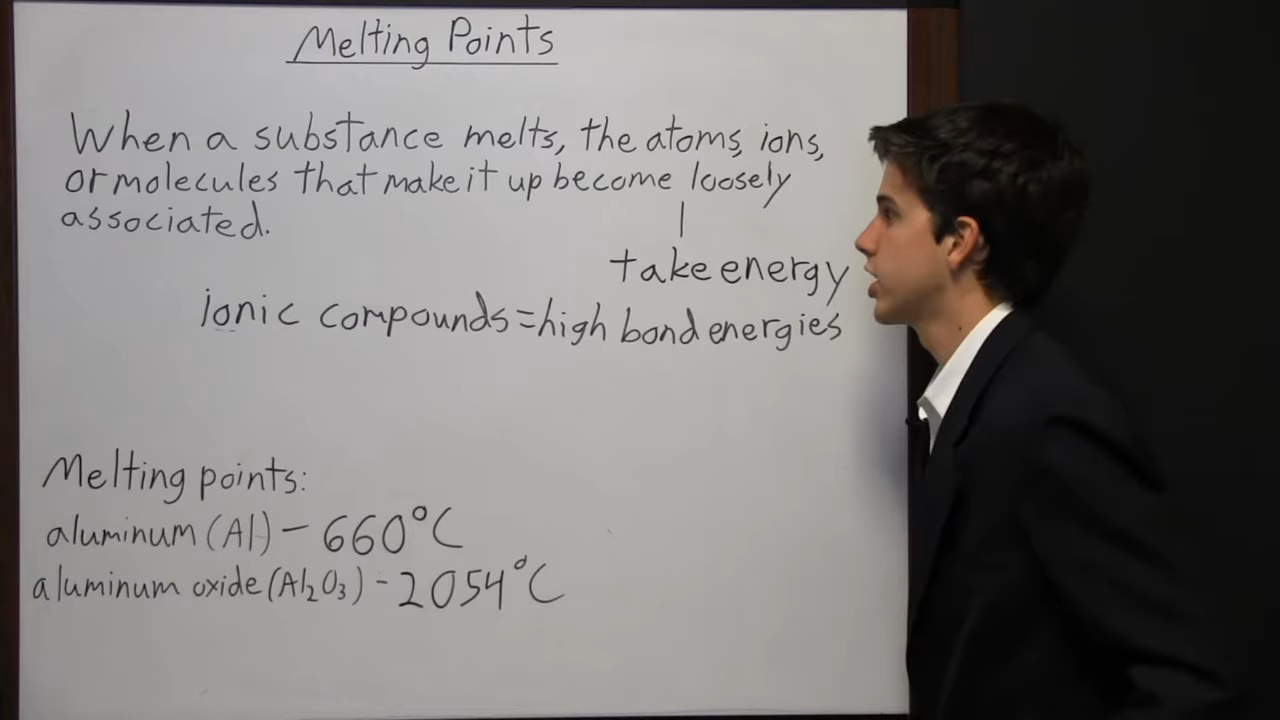 Melting Points
When a substance melts, the atoms, ions,
or molecules that make it up become loosely
associated.
take energy
ionic compounds = high bond energies
Melting points:
aluminum (Al) - 660°C
aluminum oxide (Al₂O₃) - 2054°C